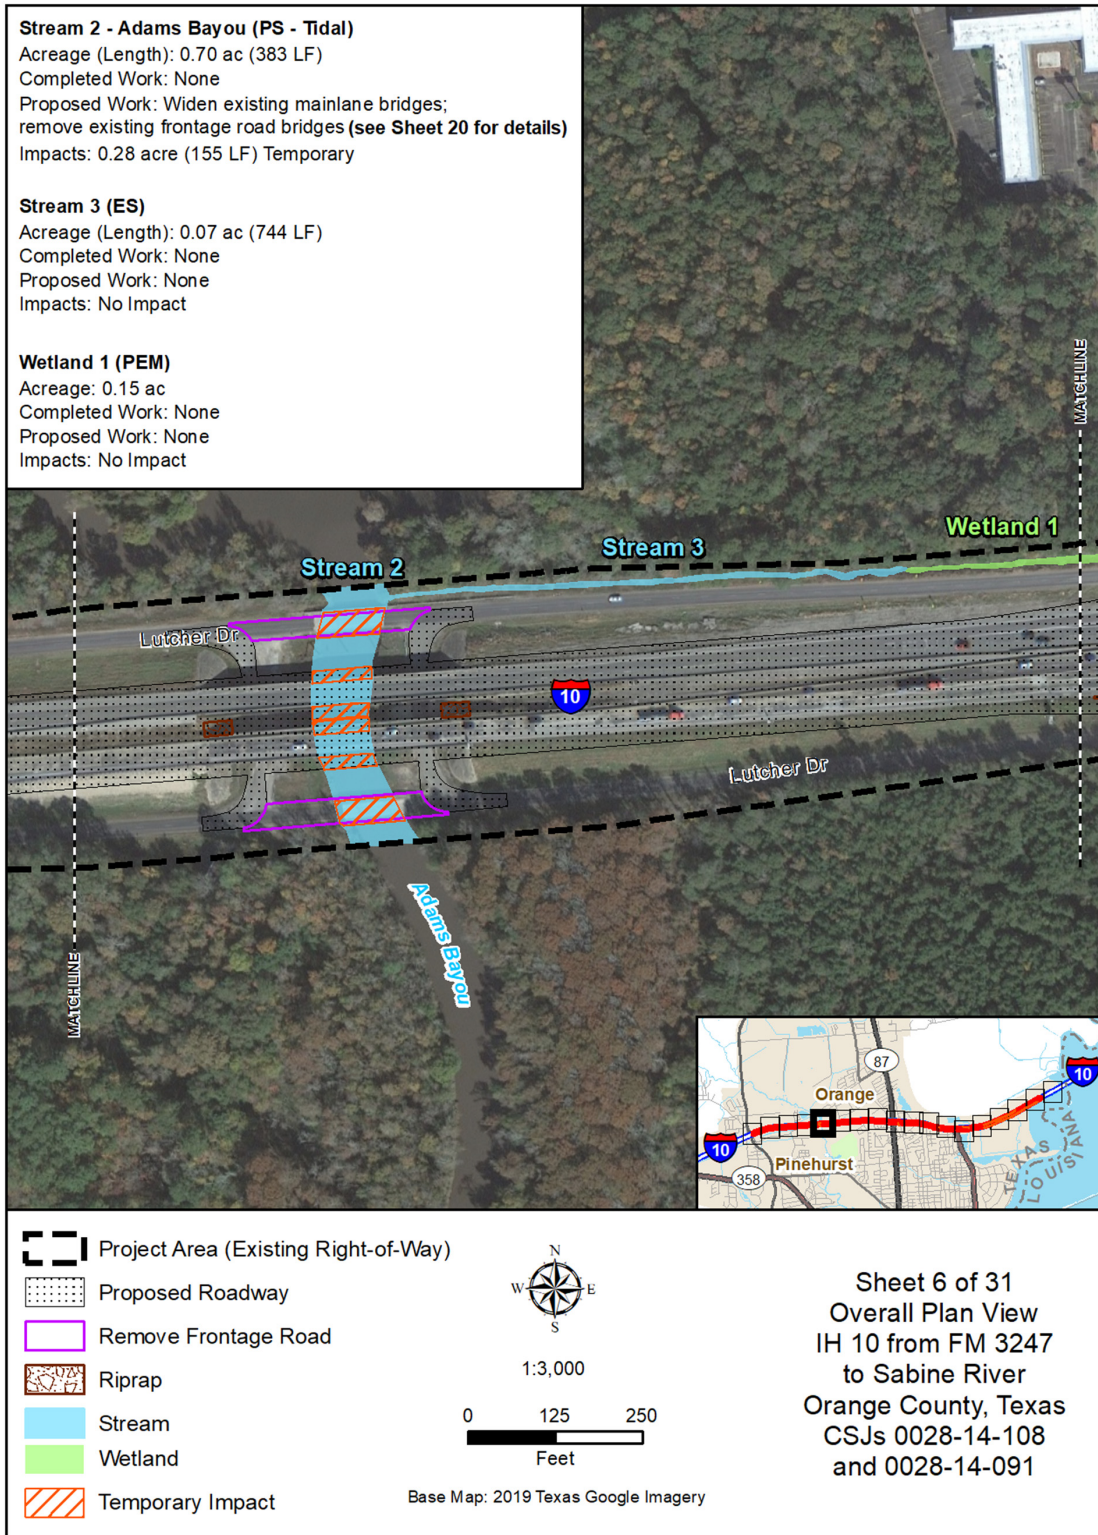 Stream 2 - Adams Bayou (PS - Tidal)
Acreage (Length): 0.70 ac (383 LF)
Completed Work: None
Proposed Work: Widen existing mainlane bridges;
remove existing frontage road bridges (see Sheet 20 for details)
Impacts: 0.28 acre (155 LF) Temporary
Stream 3 (ES)
Acreage (Length): 0.07 ac (744 LF)
Completed Work: None
Proposed Work: None
Impacts: No Impact
Wetland 1 (PEM)
Acreage: 0.15 ac
Completed Work: None
Proposed Work: None
Impacts: No Impact
MATCHLINE
Wetland 1
Stream 3
Stream 2
Lutcher Dr
10
Lutcher Dr
Adams Bayou
MATCHLINE
87
10
Orange
10
Pinehurst
358
TEXAS
LOUISIANA
Project Area (Existing Right-of-Way)
Proposed Roadway
Remove Frontage Road
Riprap
Stream
Wetland
Temporary Impact
N
W E
S
1:3,000
0 125 250
Feet
Base Map: 2019 Texas Google Imagery
Sheet 6 of 31
Overall Plan View
IH 10 from FM 3247
to Sabine River
Orange County, Texas
CSJs 0028-14-108
and 0028-14-091